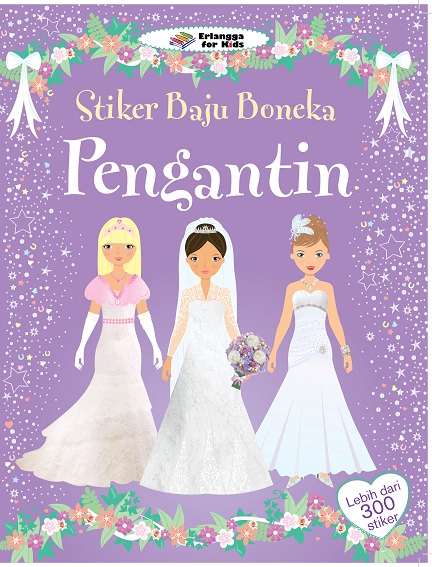 Erlangga
for Kids
Stiker Baju Boneka
Pengantin
Lebih dari
300
stiker